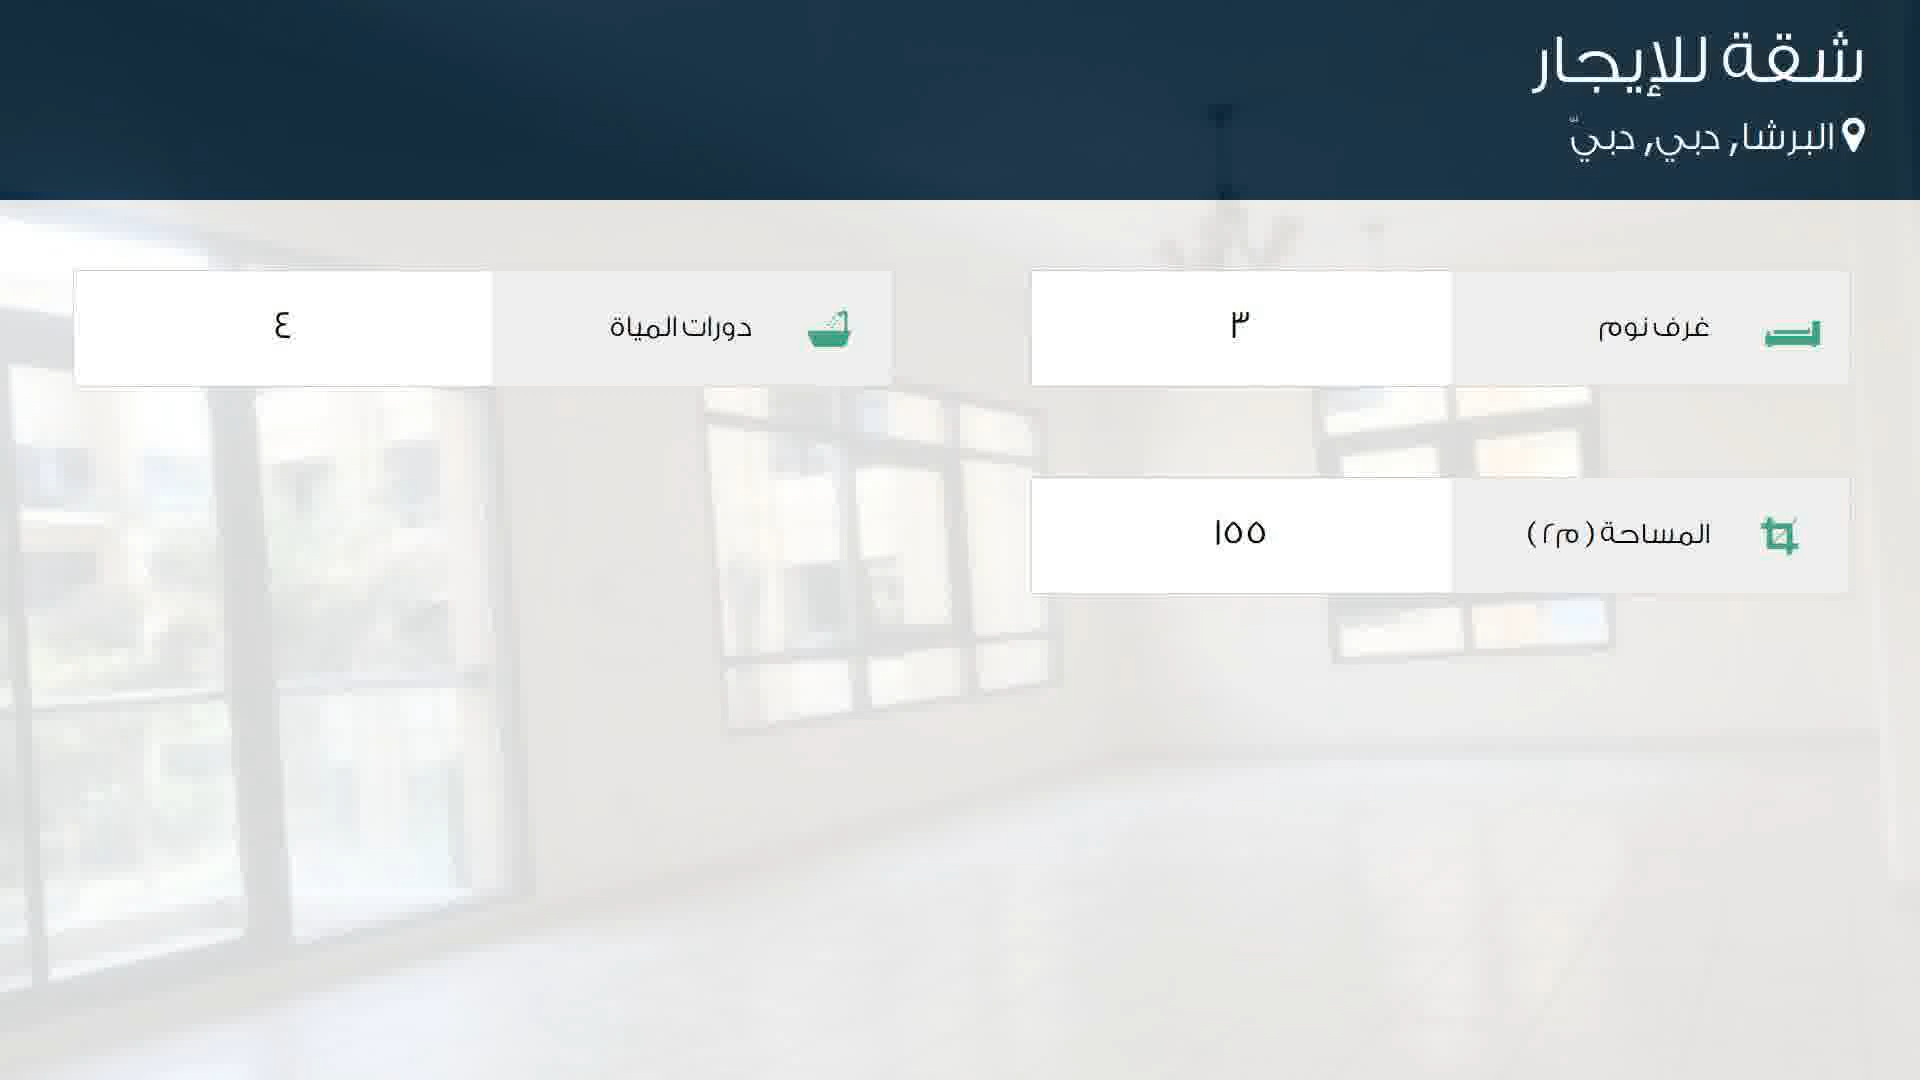 شقة للإيجار
البرشا, دبي, دبيّ
غرف نوم
٣
دورات المياة
٤
المساحة (م٢)
١٥٥